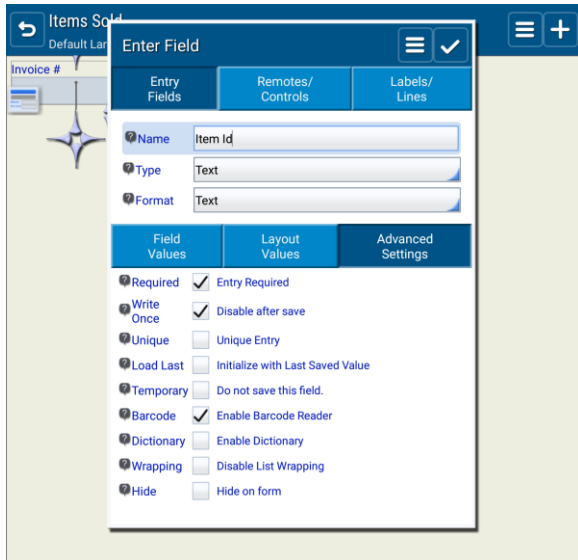 Items Sold
Default Lar
Invoice #
Enter Field
Entry
Fields
Remotes/
Controls
Labels/
Lines
Name
Item Id
Type
Text
Format
Text
Field
Values
Layout
Values
Advanced
Settings
Required
Entry Required
Write
Once
Disable after save
Unique
Unique Entry
Load Last
Initialize with Last Saved Value
Temporary
Do not save this field.
Barcode
Enable Barcode Reader
Dictionary
Enable Dictionary
Wrapping
Disable List Wrapping
Hide
Hide on form